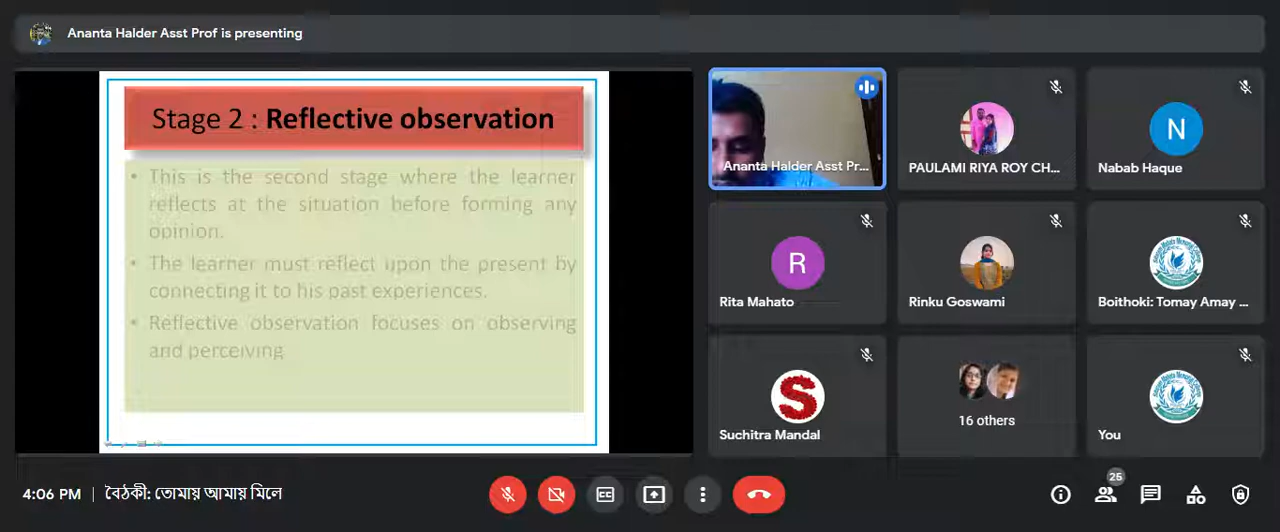 Ananta Halder Asst Prof is presenting
Stage 2 : Reflective observation
• This is the second stage where the learner
reflects at the situation before forming any
opinion.
• The learner must reflect upon the present by
connecting it to his past experiences.
• Reflective observation focuses on observing
and perceiving
Ananta Halder Asst Pr...
PAULAMI RIYA ROY CH...
N
Nabab Haque
R
Rita Mahato
Rinku Goswami
Boithoki: Tomay Amay ...
S
Suchitra Mandal
16 others
You
4:06 PM | বৈঠকী: তোমায় আমায় মিলে
CC
25